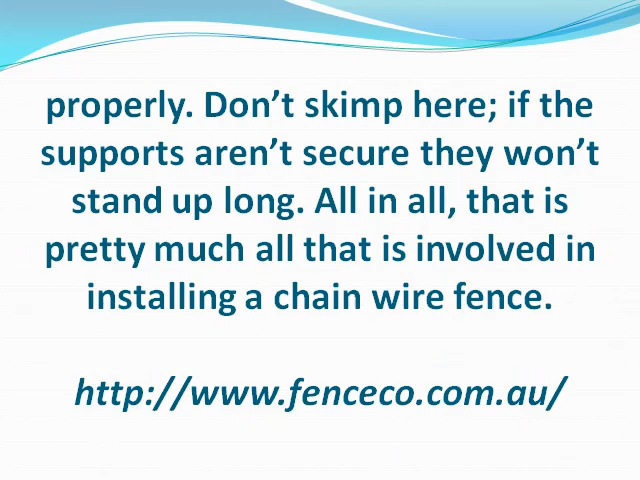 properly. Don’t skimp here; if the
supports aren’t secure they won’t
stand up long. All in all, that is
pretty much all that is involved in
installing a chain wire fence.
http://www.fenceco.com.au/